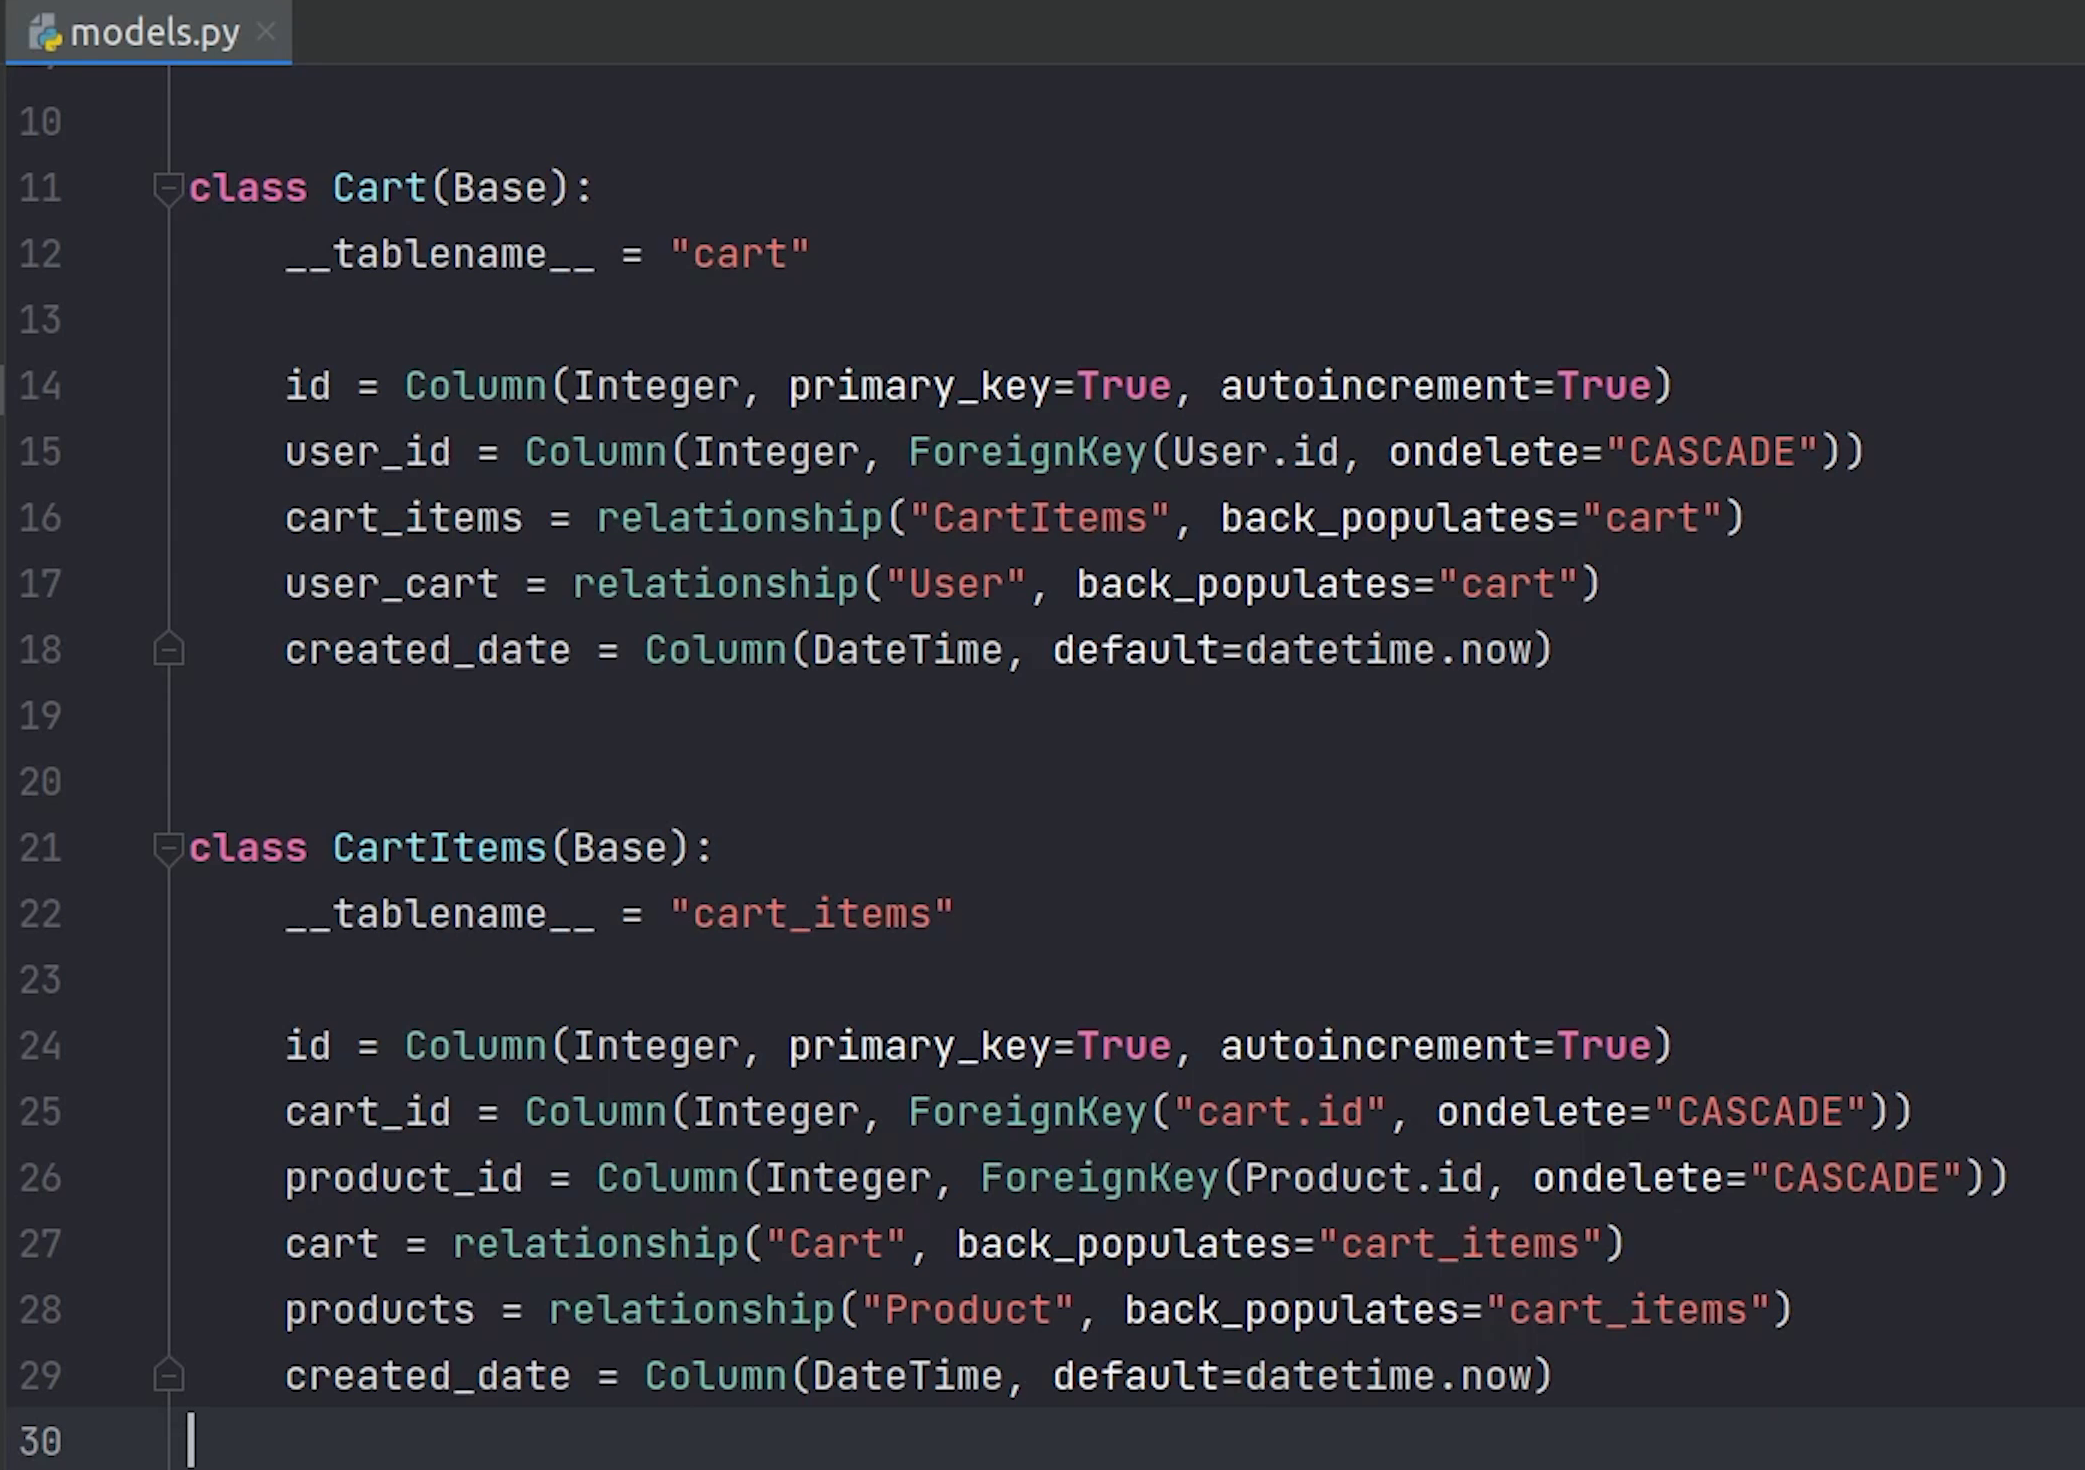 models.py
10
11 class Cart(Base):
12     __tablename__ = "cart"
13
14     id = Column(Integer, primary_key=True, autoincrement=True)
15     user_id = Column(Integer, ForeignKey(User.id, ondelete="CASCADE"))
16     cart_items = relationship("CartItems", back_populates="cart")
17     user_cart = relationship("User", back_populates="cart")
18     created_date = Column(DateTime, default=datetime.now)
19
20
21 class CartItems(Base):
22     __tablename__ = "cart_items"
23
24     id = Column(Integer, primary_key=True, autoincrement=True)
25     cart_id = Column(Integer, ForeignKey("cart.id", ondelete="CASCADE"))
26     product_id = Column(Integer, ForeignKey(Product.id, ondelete="CASCADE"))
27     cart = relationship("Cart", back_populates="cart_items")
28     products = relationship("Product", back_populates="cart_items")
29     created_date = Column(DateTime, default=datetime.now)
30